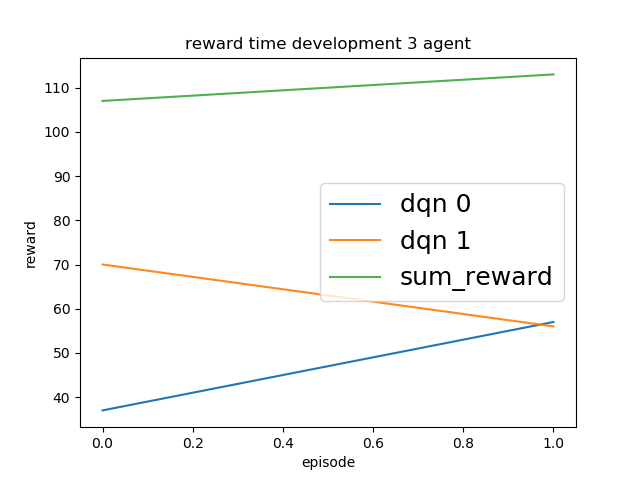 reward time development 3 agent
110
100
90
80
70
60
50
40
reward
dqn 0
dqn 1
sum_reward
0.0 0.2 0.4 0.6 0.8 1.0
episode